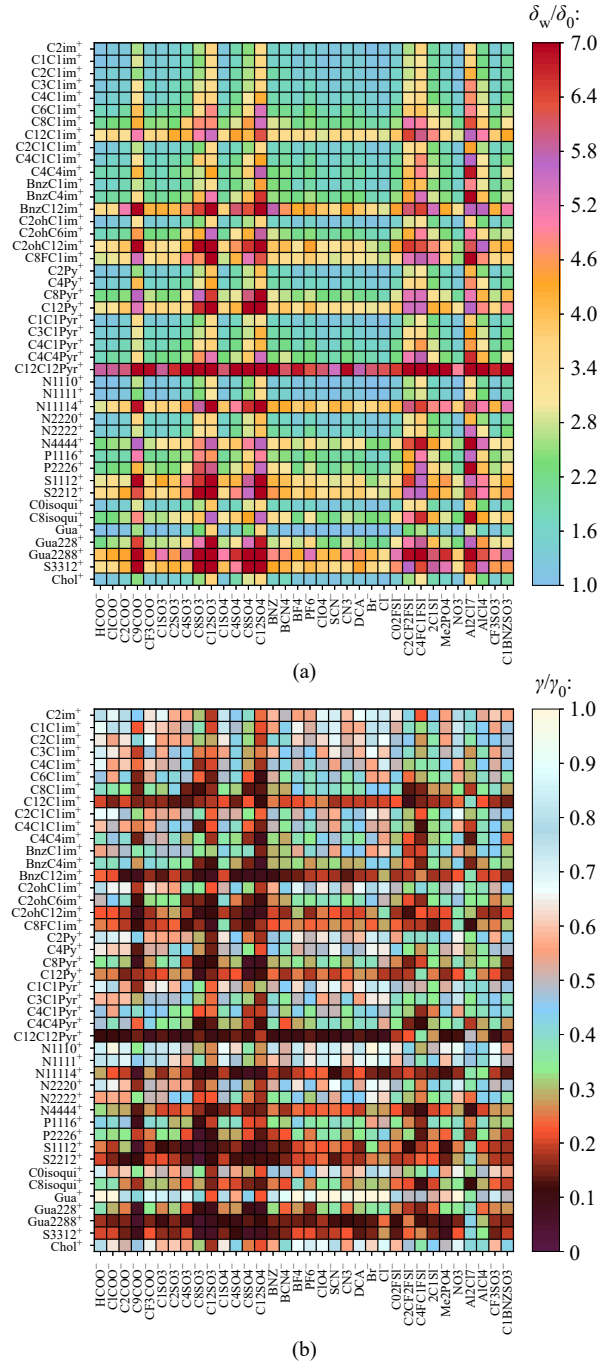 δw/δ0:
C2im+
C1C1im+
C2C1im+
C3C1im+
C4C1im+
C6C1im+
C8C1im+
C12C1im+
C2C1C1im+
C4C1C1im+
C4C4im+
BnzC1im+
BnzC4im+
BnzC12im+
C2ohC1im+
C2ohC6im+
C2ohC12im+
C8FC1im+
C2Py+
C4Py+
C8Pyr+
C12Py+
C1C1Pyr+
C3C1Pyr+
C4C1Pyr+
C4C4Pyr+
C12C12Pyr+
N1110+
N1111+
N11114+
N2220+
N2222+
N4444+
P1116+
P2226+
S1112+
S2212+
C0isoqui+
C8isoqui+
Gua+
Gua228+
Gua2288+
S3312+
Chol+
7.0
6.4
5.8
5.2
4.6
4.0
3.4
2.8
2.2
1.6
1.0
HCOO−
ClCOO−
C2COO−
C9COO−
CF3COO−
C1SO3−
C2SO3−
C4SO3−
C8SO3−
C12SO3−
C1SO4−
C4SO4−
C8SO4−
C12SO4−
BNZ−
BCN4−
BF4−
PF6−
ClO4−
SCN−
CN3−
DCA−
Br−
Cl−
C02FSI−
C2CF2FSI−
C4FC1FSI−
2C1SI−
Me2PO4−
NO3−
Al2Cl7−
AlCl4−
CF3SO3−
C1BNZSO3−
(a)
γ/γ0:
C2im+
C1C1im+
C2C1im+
C3C1im+
C4C1im+
C6C1im+
C8C1im+
C12C1im+
C2C1C1im+
C4C1C1im+
C4C4im+
BnzC1im+
BnzC4im+
BnzC12im+
C2ohC1im+
C2ohC6im+
C2ohC12im+
C8FC1im+
C2Py+
C4Py+
C8Pyr+
C12Py+
C1C1Pyr+
C3C1Pyr+
C4C1Pyr+
C4C4Pyr+
C12C12Pyr+
N1110+
N1111+
N11114+
N2220+
N2222+
N4444+
P1116+
P2226+
S1112+
S2212+
C0isoqui+
C8isoqui+
Gua+
Gua228+
Gua2288+
S3312+
Chol+
1.0
0.9
0.8
0.7
0.6
0.5
0.4
0.3
0.2
0.1
0
HCOO−
ClCOO−
C2COO−
C9COO−
CF3COO−
C1SO3−
C2SO3−
C4SO3−
C8SO3−
C12SO3−
C1SO4−
C4SO4−
C8SO4−
C12SO4−
BNZ−
BCN4−
BF4−
PF6−
ClO4−
SCN−
CN3−
DCA−
Br−
Cl−
C02FSI−
C2CF2FSI−
C4FC1FSI−
2C1SI−
Me2PO4−
NO3−
Al2Cl7−
AlCl4−
CF3SO3−
C1BNZSO3−
(b)